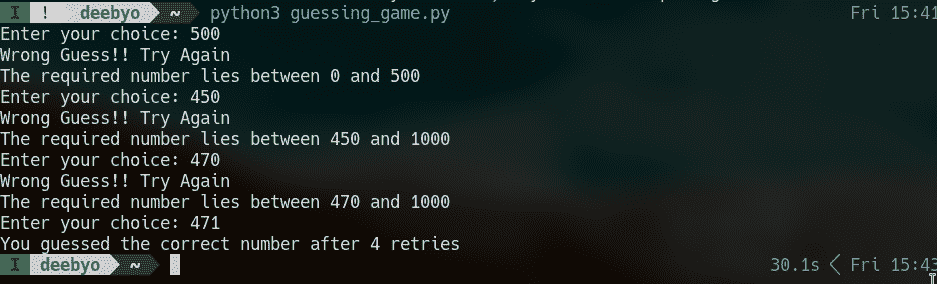 I ! deebyo ~ python3 guessing_game.py Fri 15:41
Enter your choice: 500
Wrong Guess!! Try Again
The required number lies between 0 and 500
Enter your choice: 450
Wrong Guess!! Try Again
The required number lies between 450 and 1000
Enter your choice: 470
Wrong Guess!! Try Again
The required number lies between 470 and 1000
Enter your choice: 471
You guessed the correct number after 4 retries
I deebyo ~ 30.1s Fri 15:43